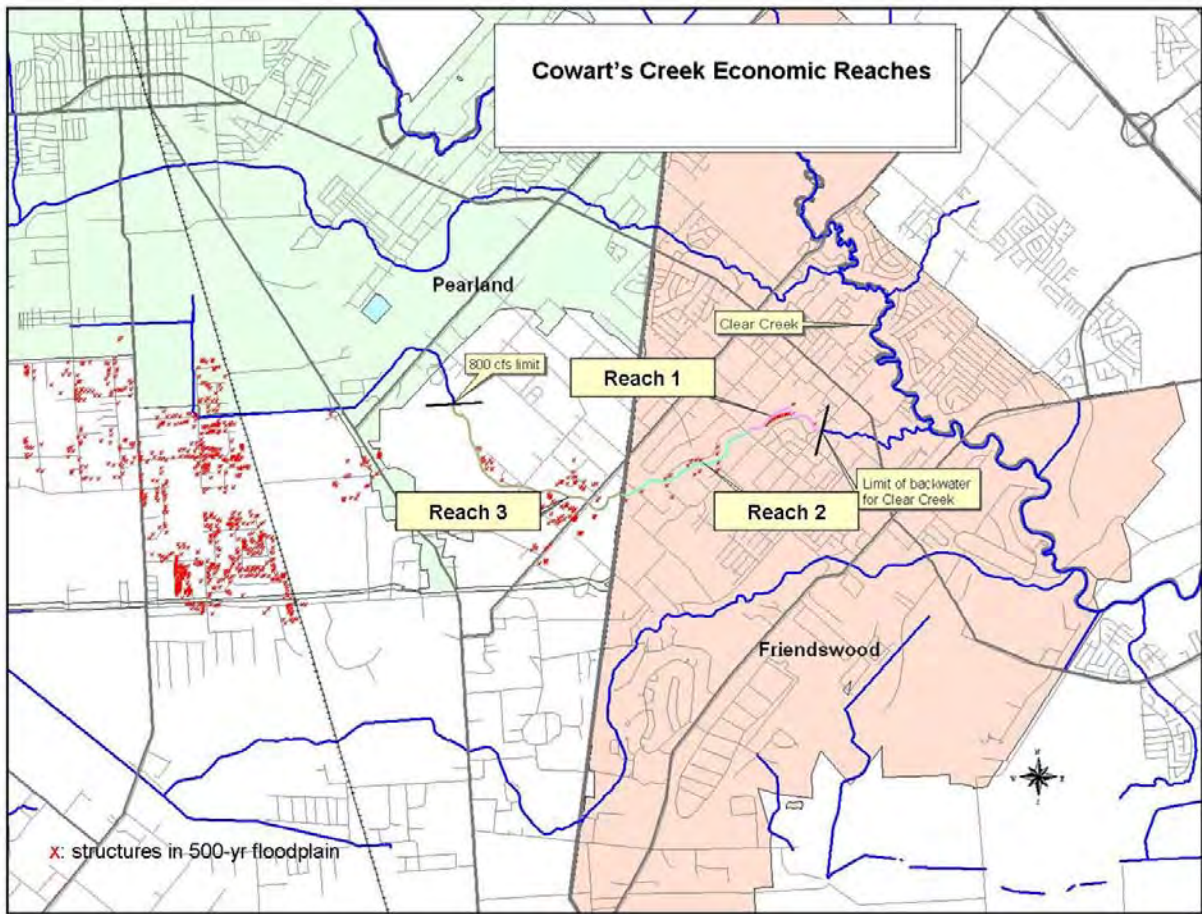 Cowart's Creek Economic Reaches
Pearland
Clear Creek
800 cfs limit
Reach 1
Limit of backwater
for Clear Creek
Reach 3
Reach 2
Friendswood
x: structures in 500-yr floodplain